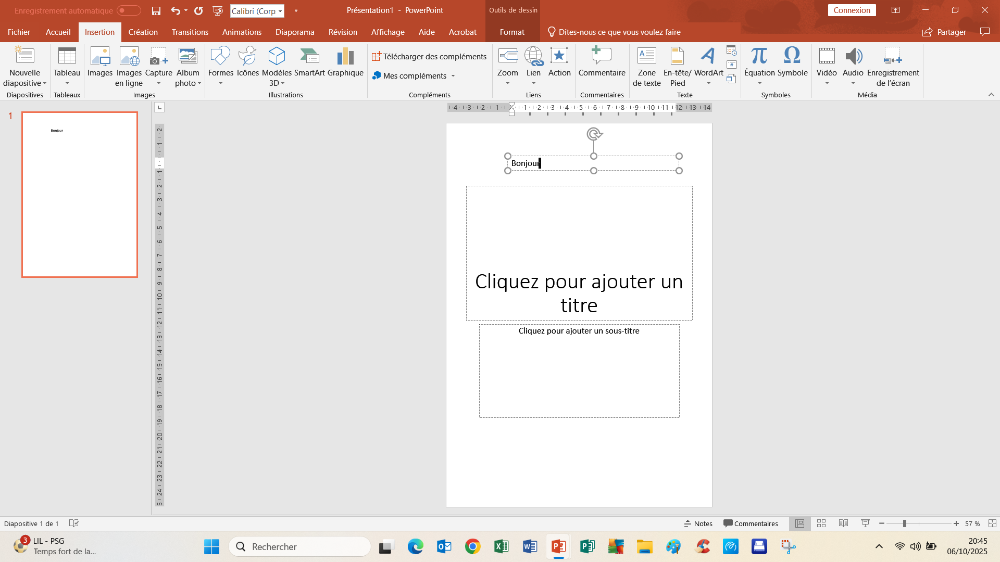 Enregistrement automatique
Calibri (Corp
Présentation1 - PowerPoint
Outils de dessin
Connexion
Fichier Accueil Insertion Création Transitions Animations Diaporama Révision Affichage Aide Acrobat Format Dites-nous ce que vous voulez faire Partager
Nouvelle diapositive
Diapositives
Tableau
Tableaux
Images
Images en ligne
Capture
Album photo
Images
Formes
Icônes
Modèles 3D
SmartArt
Graphique
Illustrations
Télécharger des compléments
Mes compléments
Compléments
Zoom
Lien
Action
Liens
Commentaire
Commentaires
Zone de texte
En-tête/ Pied
WordArt
Texte
Équation
Symbole
Symboles
Vidéo
Audio
Enregistrement de l'écran
Média
4 3 2 1 1 2 3 4 5 6 7 8 9 10 11 12 13 14
2 1 1 2 3 4 5 6 7 8 9 10 11 12 13 14 15 16 17 18 19 20 21 22 23 24 5
1
Bonjour
Bonjour
Cliquez pour ajouter un
titre
Cliquez pour ajouter un sous-titre
Diapositive 1 de 1
Notes
Commentaires
57 %
3
LIL - PSG
Temps fort de la...
Rechercher
20:45
06/10/2025